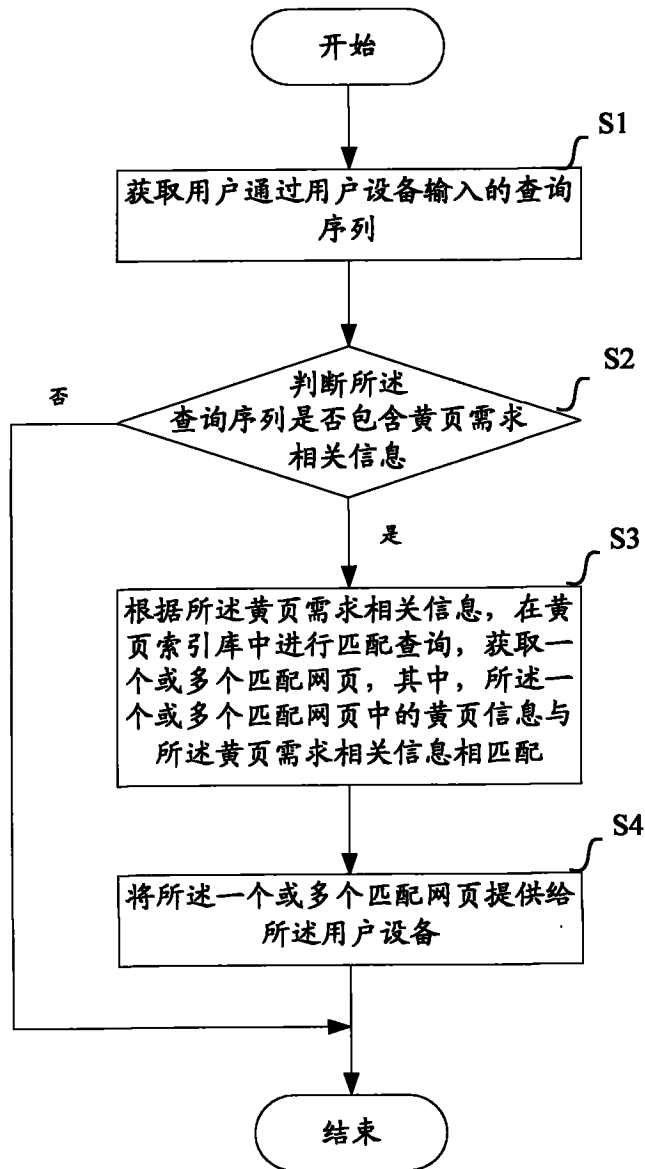 开始
S1
获取用户通过用户设备输入的查询
序列
S2
否
判断所述
查询序列是否包含黄页需求
相关信息
是
S3
根据所述黄页需求相关信息，在黄
页索引库中进行匹配查询，获取一
个或多个匹配网页，其中，所述一
个或多个匹配网页中的黄页信息与
所述黄页需求相关信息相匹配
S4
将所述一个或多个匹配网页提供给
所述用户设备
结束